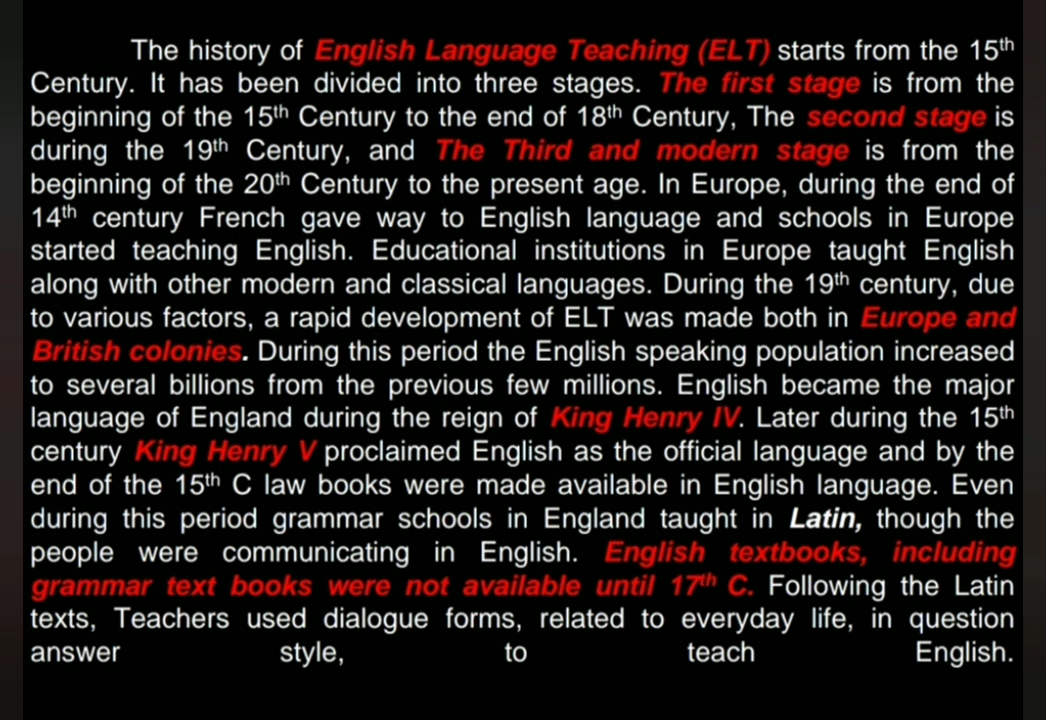 The history of English Language Teaching (ELT) starts from the 15th
Century. It has been divided into three stages. The first stage is from the
beginning of the 15th Century to the end of 18th Century, The second stage is
during the 19th Century, and The Third and modern stage is from the
beginning of the 20th Century to the present age. In Europe, during the end of
14th century French gave way to English language and schools in Europe
started teaching English. Educational institutions in Europe taught English
along with other modern and classical languages. During the 19th century, due
to various factors, a rapid development of ELT was made both in Europe and
British colonies. During this period the English speaking population increased
to several billions from the previous few millions. English became the major
language of England during the reign of King Henry IV. Later during the 15th
century King Henry V proclaimed English as the official language and by the
end of the 15th C law books were made available in English language. Even
during this period grammar schools in England taught in Latin, though the
people were communicating in English. English textbooks, including
grammar text books were not available until 17th C. Following the Latin
texts, Teachers used dialogue forms, related to everyday life, in question
answer style, to teach English.